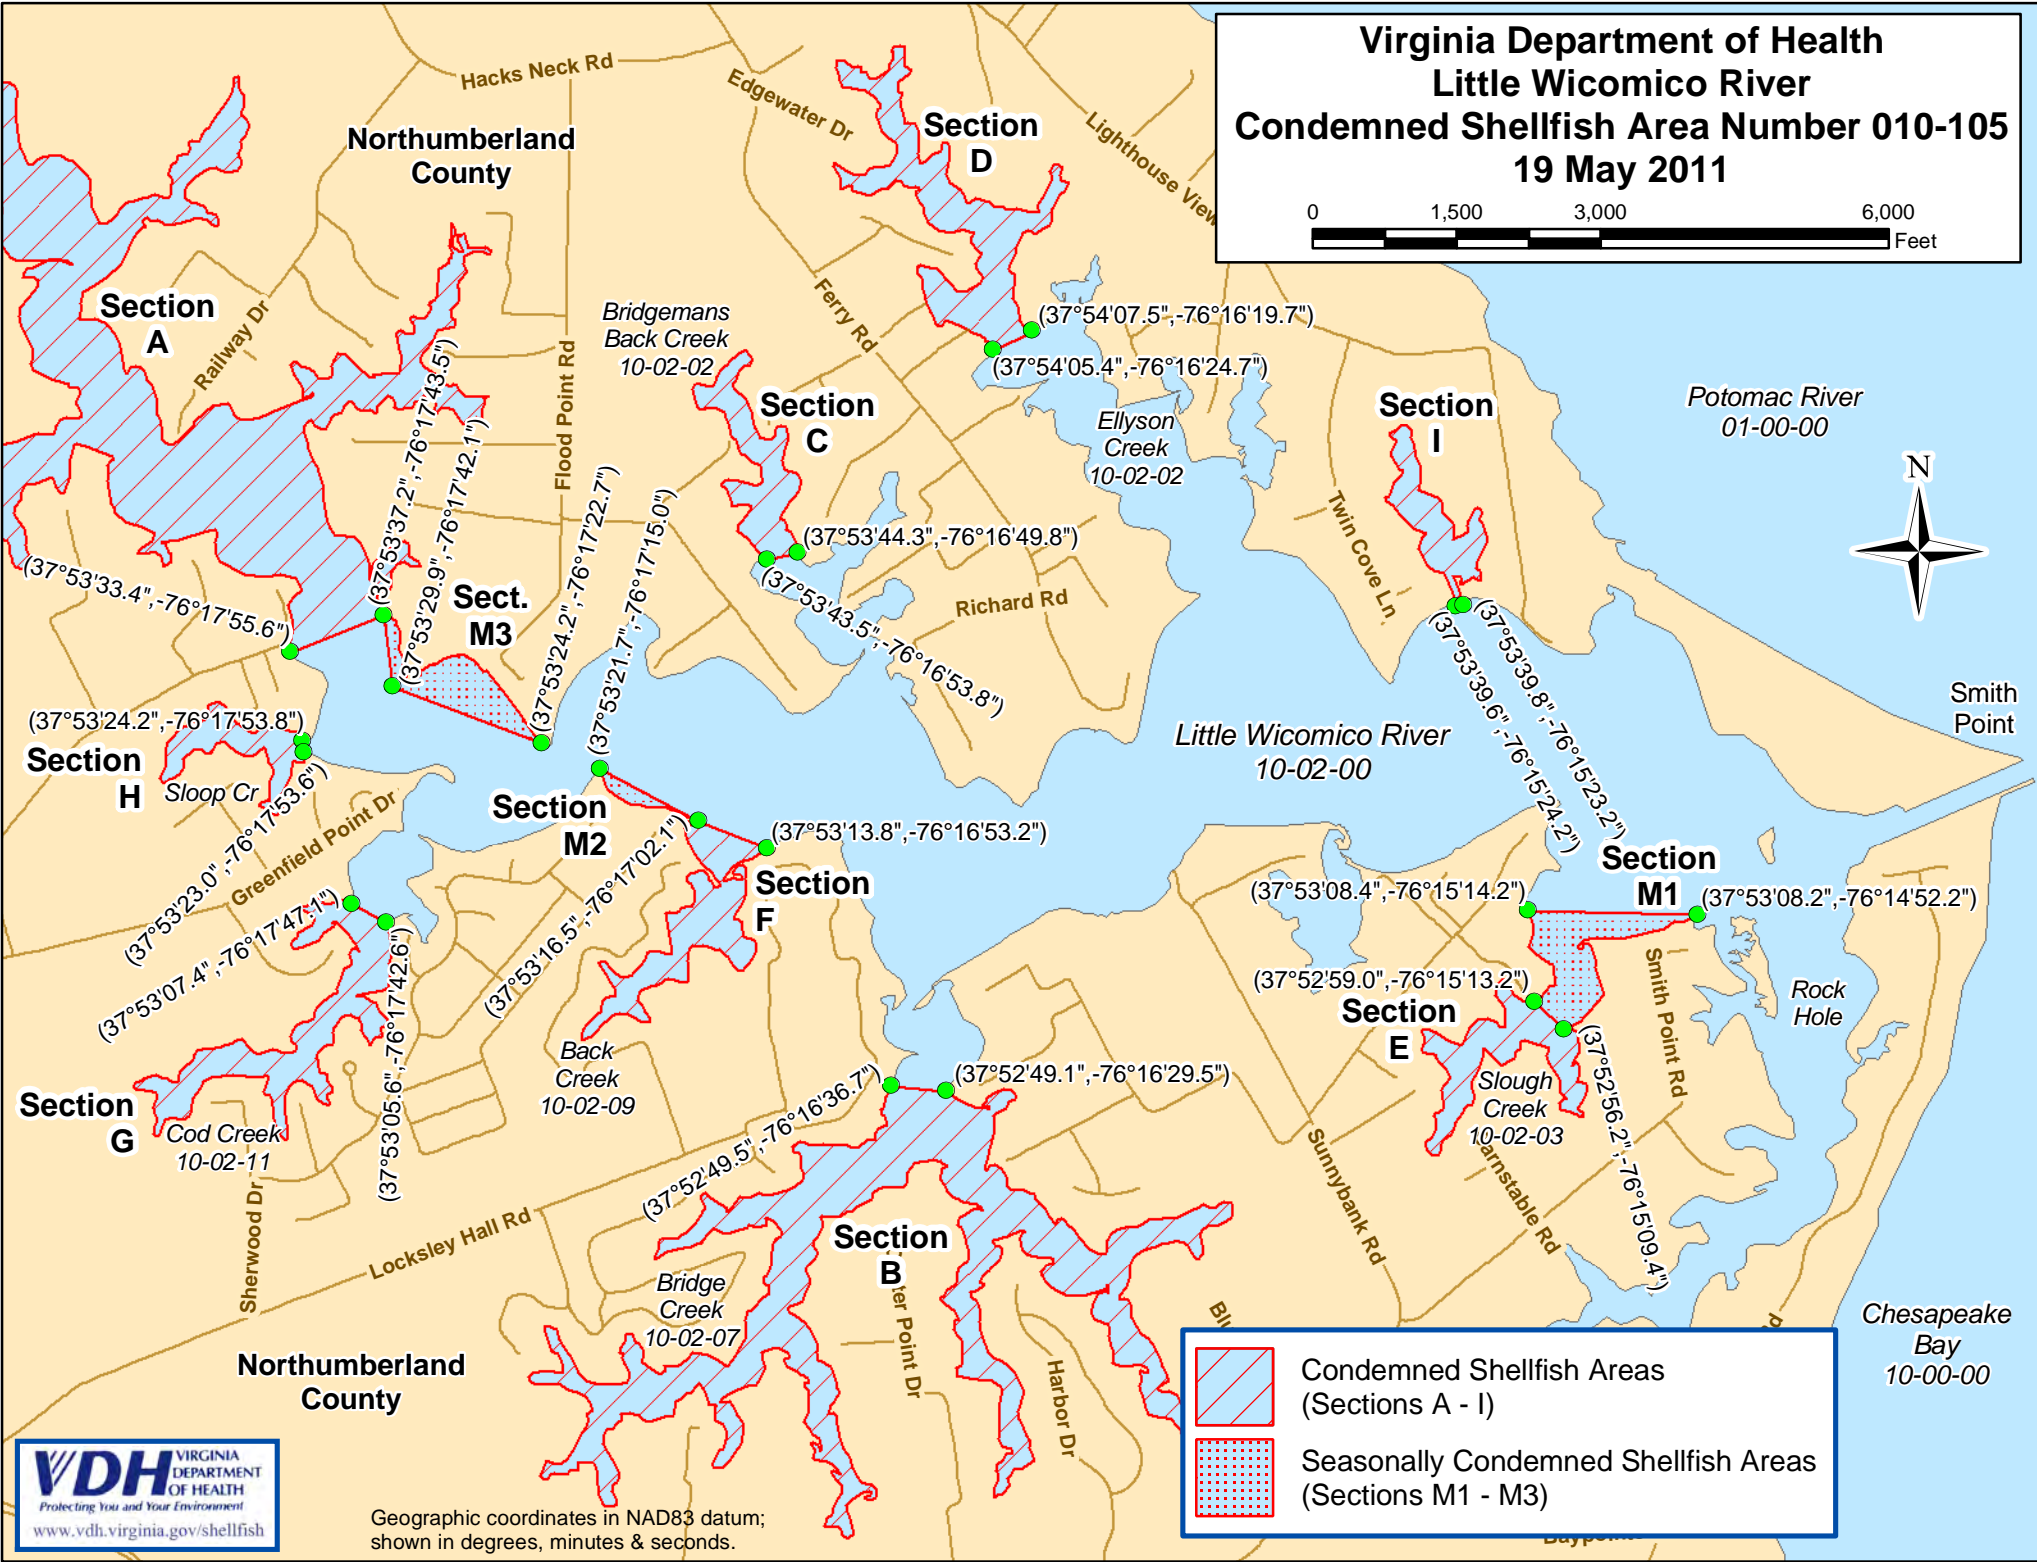 Virginia Department of Health
Little Wicomico River
Condemned Shellfish Area Number 010-105
19 May 2011
0 1,500 3,000 6,000
Feet
Hacks Neck Rd
Edgewater Dr
Lighthouse View
Northumberland
County
Section
D
Section
A
Railway Dr
Flood Point Rd
Ferry Rd
Bridgemans
Back Creek
10-02-02
(37°54'07.5",-76°16'19.7")
(37°54'05.4",-76°16'24.7")
Section
C
Ellyson
Creek
10-02-02
Section
I
Potomac River
01-00-00
N
(37°53'37.2",-76°17'43.5")
(37°53'29.9",-76°17'42.1")
(37°53'24.2",-76°17'22.7")
(37°53'21.7",-76°17'15.0")
(37°53'44.3",-76°16'49.8")
(37°53'43.5",-76°16'53.8")
(37°53'33.4",-76°17'55.6")
Sect.
M3
Richard Rd
Twin Cove Ln
(37°53'39.8",-76°15'23.2")
(37°53'39.6",-76°15'24.2")
Smith
Point
(37°53'24.2",-76°17'53.8")
Section
H
Sloop Cr
(37°53'23.0",-76°17'53.6")
Greenfield Point Dr
Little Wicomico River
10-02-00
Section
M2
(37°53'16.5",-76°17'02.1")
(37°53'13.8",-76°16'53.2")
Section
F
Section
M1
(37°53'08.4",-76°15'14.2")
(37°53'08.2",-76°14'52.2")
(37°53'07.4",-76°17'47.1")
(37°53'05.6",-76°17'42.6")
(37°52'59.0",-76°15'13.2")
Section
E
Smith Point Rd
Rock
Hole
Back
Creek
10-02-09
Slough
Creek
10-02-03
(37°52'56.2",-76°15'09.4")
Section
G
Cod Creek
10-02-11
(37°52'49.5",-76°16'36.7")
(37°52'49.1",-76°16'29.5")
Sherwood Dr
Locksley Hall Rd
Sunnybank Rd
arnstable Rd
Section
B
ter Point Dr
Bridge
Creek
10-02-07
Harbor Dr
Northumberland
County
Chesapeake
Bay
10-00-00
Condemned Shellfish Areas
(Sections A - I)
Seasonally Condemned Shellfish Areas
(Sections M1 - M3)
VDH VIRGINIA
DEPARTMENT
OF HEALTH
Protecting You and Your Environment
www.vdh.virginia.gov/shellfish
Geographic coordinates in NAD83 datum;
shown in degrees, minutes & seconds.